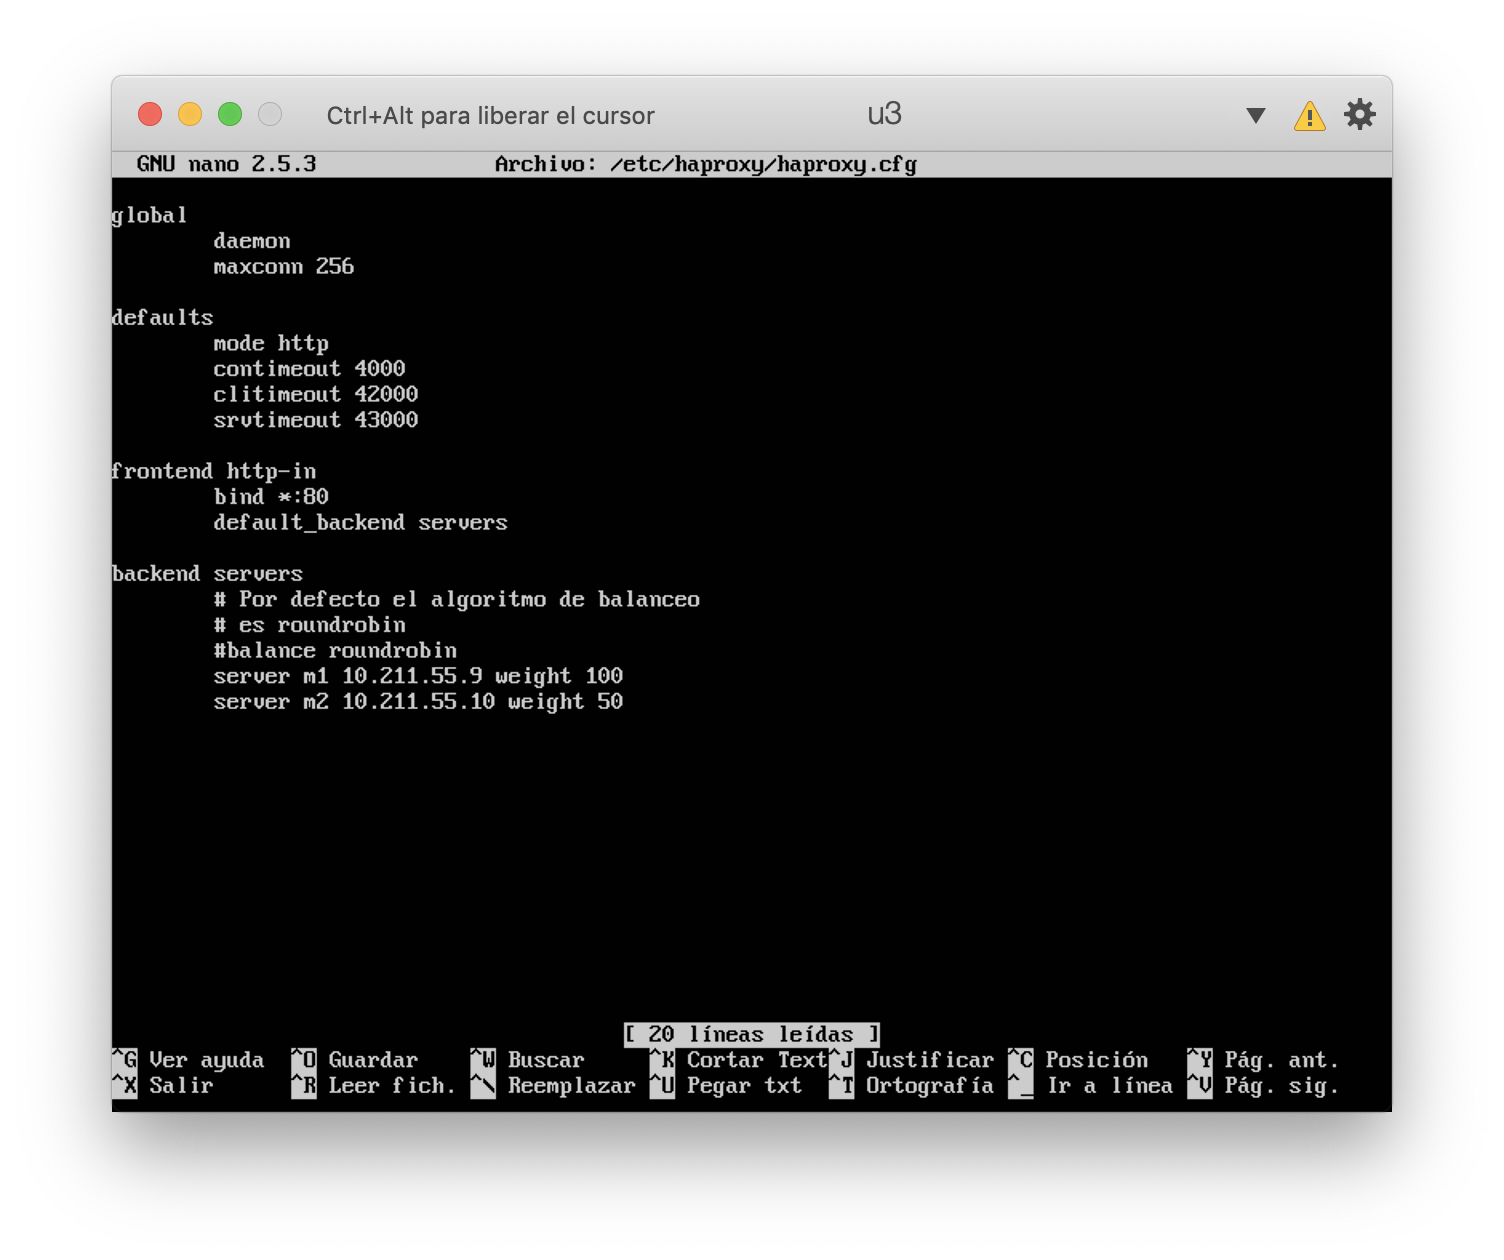 Ctrl+Alt para liberar el cursor u3
GNU nano 2.5.3 Archivo: /etc/haproxy/haproxy.cfg
global
daemon
maxconn 256
defaults
mode http
contimeout 4000
clitimeout 42000
srvtimeout 43000
frontend http-in
bind *:80
default_backend servers
backend servers
# Por defecto el algoritmo de balanceo
# es roundrobin
#balance roundrobin
server m1 10.211.55.9 weight 100
server m2 10.211.55.10 weight 50
[ 20 líneas leídas ]
^G Ver ayuda ^O Guardar ^W Buscar ^K Cortar Text^J Justificar ^C Posición ^Y Pág. ant.
^X Salir ^R Leer fich. ^\ Reemplazar ^U Pegar txt ^T Ortografía ^_ Ir a línea ^V Pág. sig.